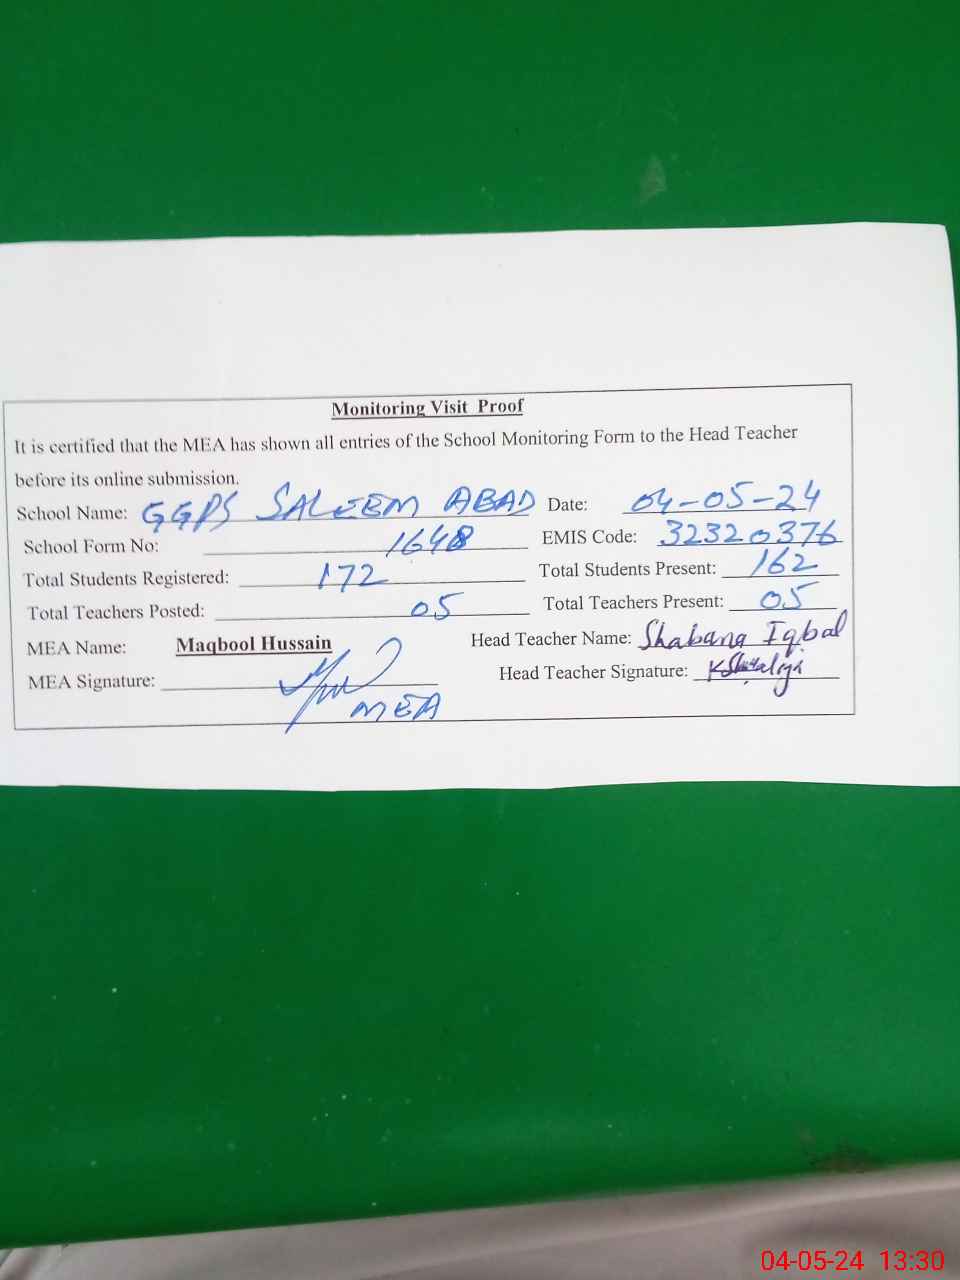 Monitoring Visit Proof
It is certified that the MEA has shown all entries of the School Monitoring Form to the Head Teacher
before its online submission.
School Name: GGPS SALEEM ABAD Date: 04-05-24
School Form No: 1648 EMIS Code: 32320376
Total Students Registered: 172 Total Students Present: 162
Total Teachers Posted: 05 Total Teachers Present: 05
MEA Name: Maqbool Hussain Head Teacher Name: Shabana Iqbal
MEA Signature: Head Teacher Signature:
MEA
04-05-24 13:30